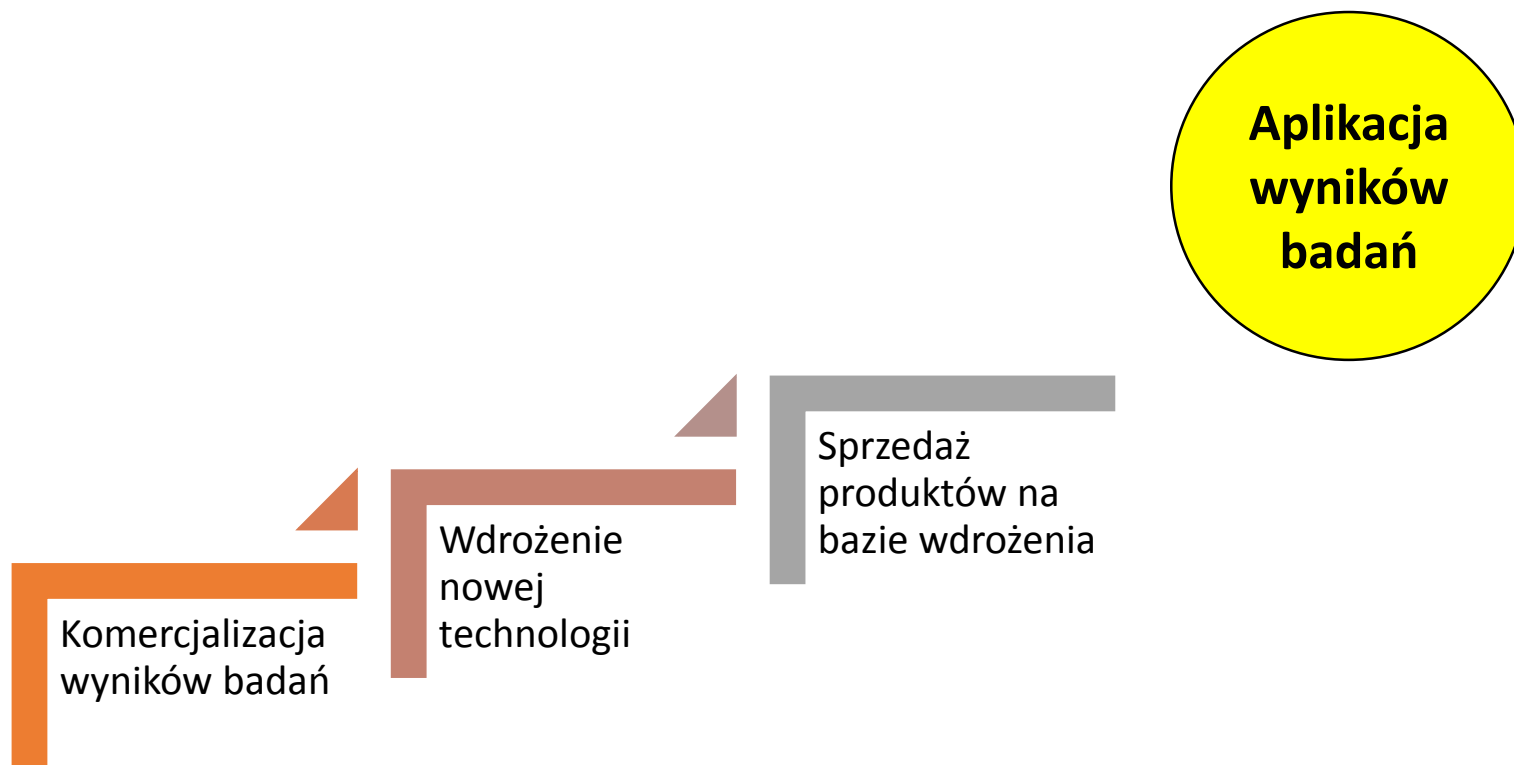 Aplikacja
wyników
badań
Sprzedaż
produktów na
bazie wdrożenia
Wdrożenie
nowej
technologii
Komercjalizacja
wyników badań